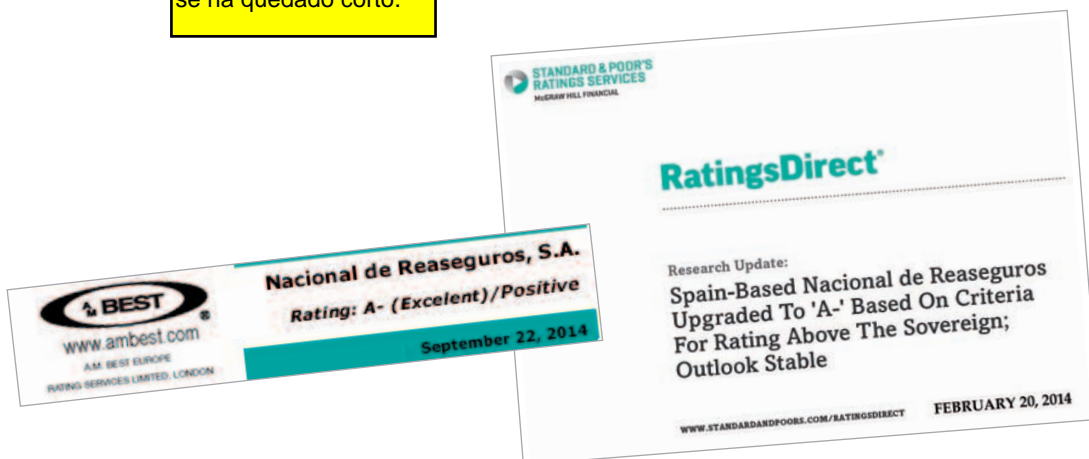 se ha quedado corto.
STANDARD & POOR'S
RATINGS SERVICES
McGRAW HILL FINANCIAL
RatingsDirect®
Research Update:
Spain-Based Nacional de Reaseguros
Upgraded To 'A-' Based On Criteria
For Rating Above The Sovereign;
Outlook Stable
WWW.STANDARDANDPOORS.COM/RATINGSDIRECT
FEBRUARY 20, 2014
A M BEST ®
www.ambest.com
A.M. BEST EUROPE
RATING SERVICES LIMITED, LONDON
Nacional de Reaseguros, S.A.
Rating: A- (Excelent)/Positive
September 22, 2014